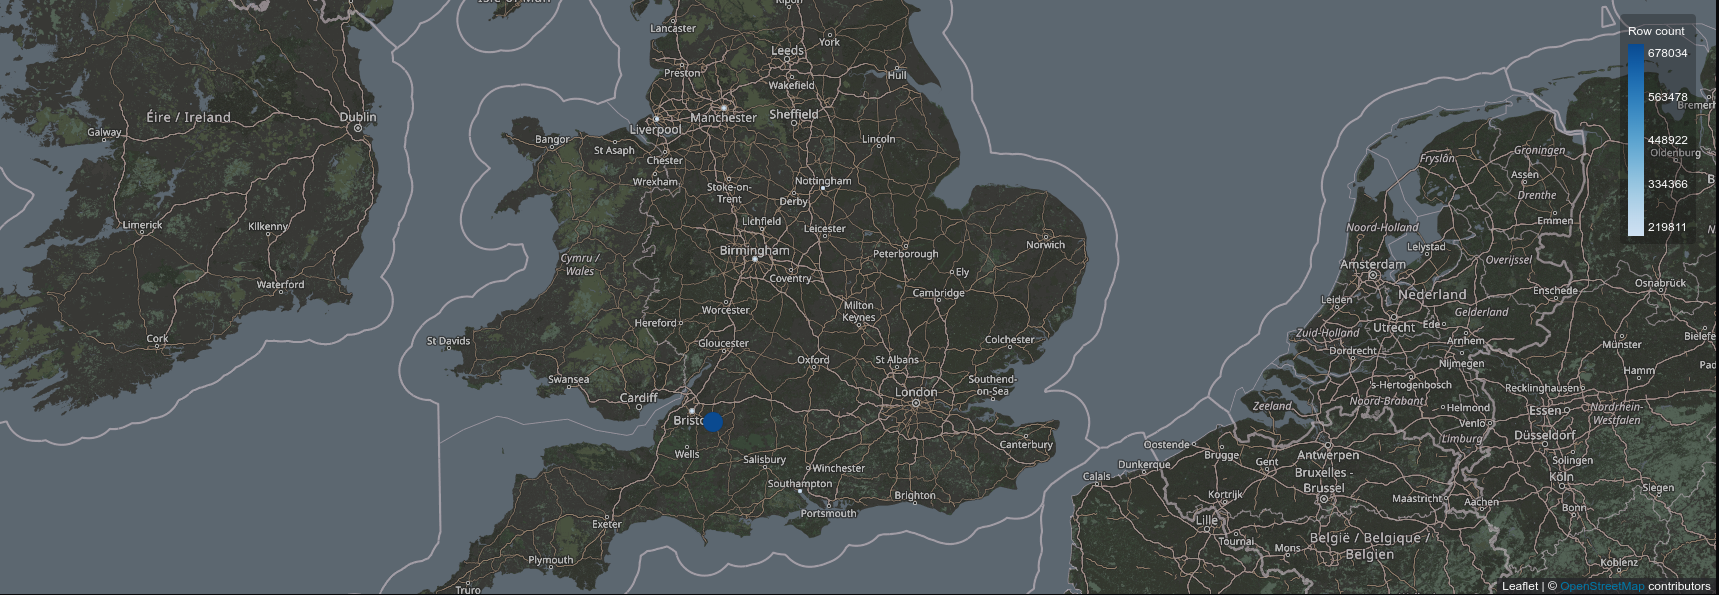 Isle of Man
Ripon
Lancaster
Row count
York
Leeds
678034
Preston
Hull
Wakefield
563478
Bremerh
Galway
Éire / Ireland
Dublin
Manchester
Sheffield
Liverpool
Bangor
Lincoln
448922
St Asaph
Groningen
Oldenburg
Chester
Fryslân
Assen
Wrexham
Nottingham
334366
Stoke-on-
Trent
Derby
Drenthe
Limerick
Kilkenny
Lichfield
Leicester
Noord-Holland
Emmen
219811
Norwich
Lelystad
Birmingham
Peterborough
Cymru /
Wales
Overijssel
Amsterdam
Ely
Coventry
Waterford
Osnabrück
Cambridge
Enschede
Nederland
Leiden
Worcester
Milton
Keynes
Gelderland
Hereford
Utrecht
Ede
Zuid-Holland
Cork
St Davids
Gloucester
Colchester
Arnhem
Münster
Bielefe
Dordrecht
Oxford
St Albans
Nijmegen
Swansea
Southend-
on-Sea
Hamm
Pad
's-Hertogenbosch
Recklinghausen
London
Cardiff
Noord-Brabant
Zeeland
Helmond
Essen
Nordrhein-
Westfalen
Bristo
Venlo
Düsseldorf
Limburg
Canterbury
Oostende
Wells
Brugge
Antwerpen
Salisbury
Gent
Solingen
Dunkerque
Winchester
Bruxelles -
Brussel
Calais
Köln
Southampton
Siegen
Kortrijk
Brighton
Maastricht
Aachen
Portsmouth
Bonn
Exeter
Lille
Tournai
België / Belgique /
Belgien
Mons
Plymouth
Koblenz
Truro
Leaflet | © OpenStreetMap contributors